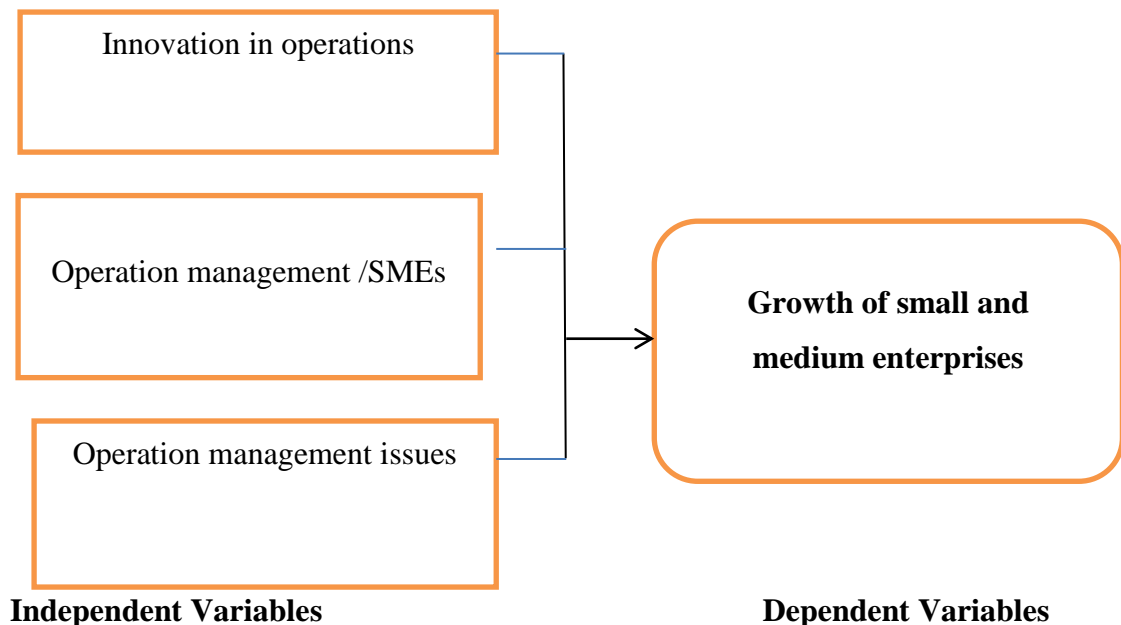 Innovation in operations
Operation management /SMEs
Operation management issues
Growth of small and
medium enterprises
Independent Variables
Dependent Variables